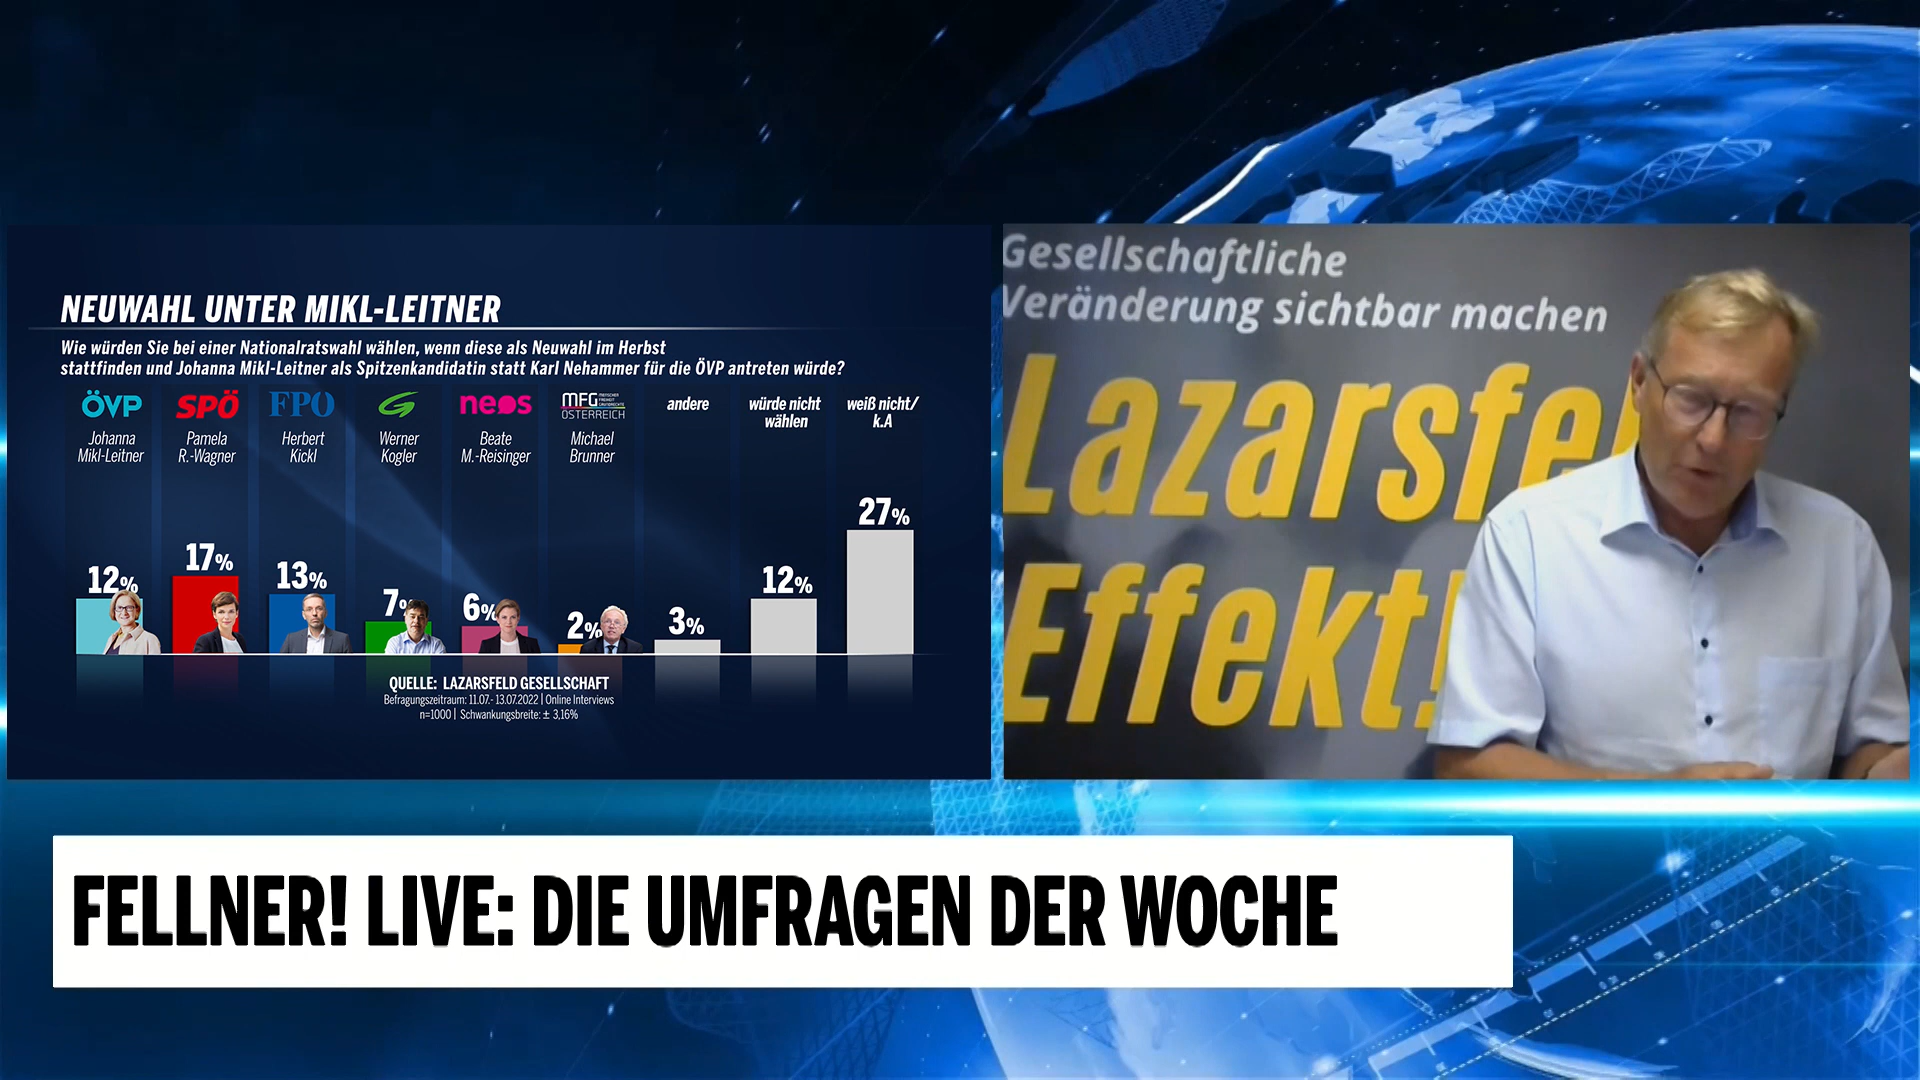 NEUWAHL UNTER MIKL-LEITNER
Wie würden Sie bei einer Nationalratswahl wählen, wenn diese als Neuwahl im Herbst
stattfinden und Johanna Mikl-Leitner als Spitzenkandidatin statt Karl Nehammer für die ÖVP antreten würde?
ÖVP
Johanna
Mikl-Leitner
12%
SPÖ
Pamela
R.-Wagner
17%
FPÖ
Herbert
Kickl
13%
Werner
Kogler
7%
neos
Beate
M.-Reisinger
6%
MFG
ÖSTERREICH
Michael
Brunner
2%
andere
3%
würde nicht
wählen
12%
weiß nicht/
k.A
27%
QUELLE: LAZARSFELD GESELLSCHAFT
Befragungszeitraum: 11.07.- 13.07.2022 | Online Interviews
n=1000 | Schwankungsbreite: ± 3,16%
Gesellschaftliche
Veränderung sichtbar machen
Lazarsfel
Effekt!
FELLNER! LIVE: DIE UMFRAGEN DER WOCHE